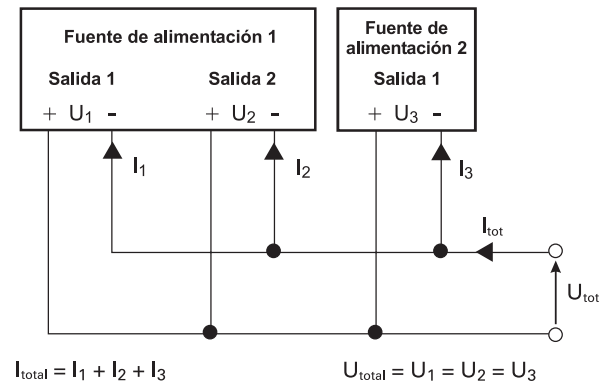 Fuente de alimentación 1
Salida 1
Salida 2
+ U1 -
+ U2 -
Fuente de
alimentación 2
Salida 1
+ U3 -
I1
I2
I3
Itot
Utot
Itotal = I1 + I2 + I3
Utotal = U1 = U2 = U3